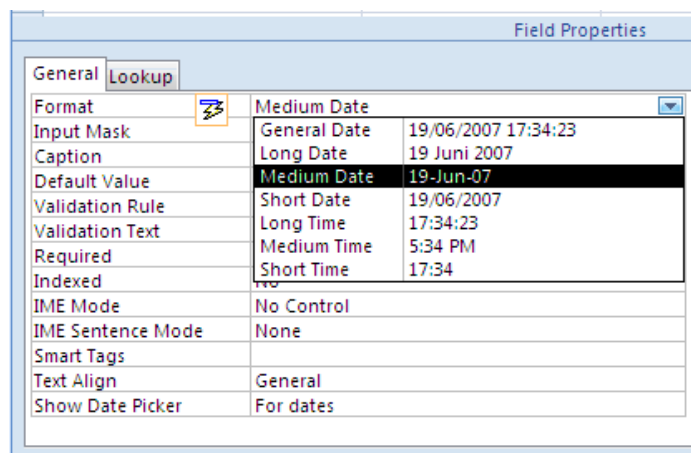 Field Properties
General Lookup
Format Medium Date
Input Mask General Date 19/06/2007 17:34:23
Caption Long Date 19 Juni 2007
Default Value Medium Date 19-Jun-07
Validation Rule Short Date 19/06/2007
Validation Text Long Time 17:34:23
Required Medium Time 5:34 PM
Indexed Short Time 17:34
No
IME Mode No Control
IME Sentence Mode None
Smart Tags
Text Align General
Show Date Picker For dates